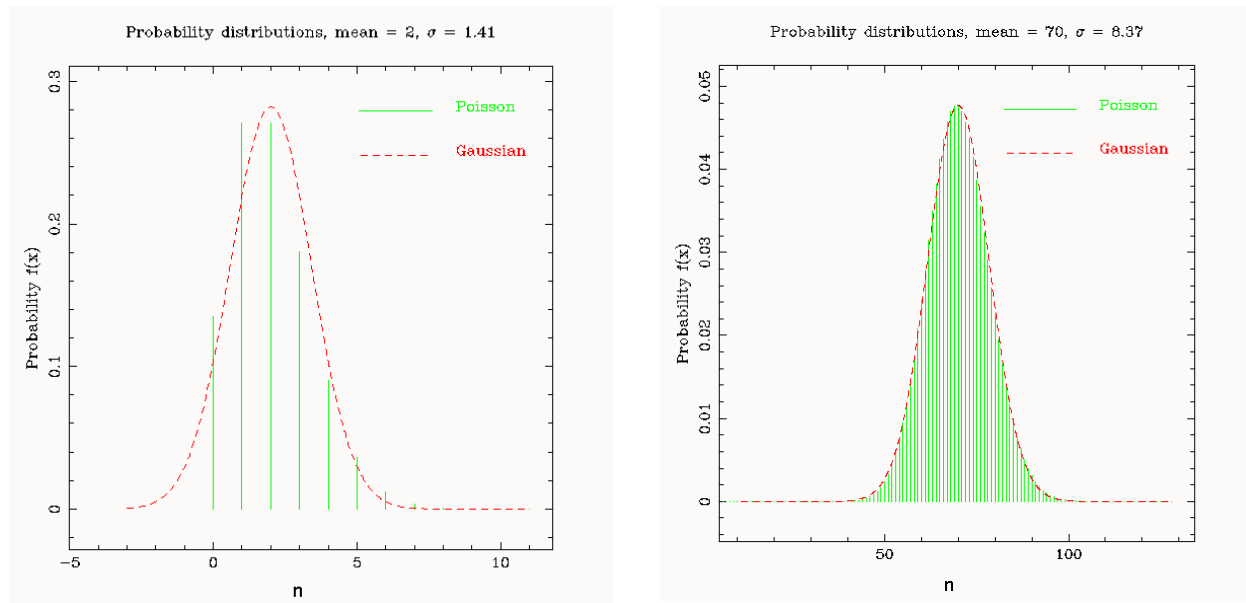 Probability distributions, mean = 2, σ = 1.41
Poisson
Gaussian
0.3
0.2
0.1
0
Probability f(x)
-5
0
5
10
n
Probability distributions, mean = 70, σ = 8.37
Poisson
Gaussian
0.05
0.04
0.03
0.02
0.01
0
Probability f(x)
50
100
n